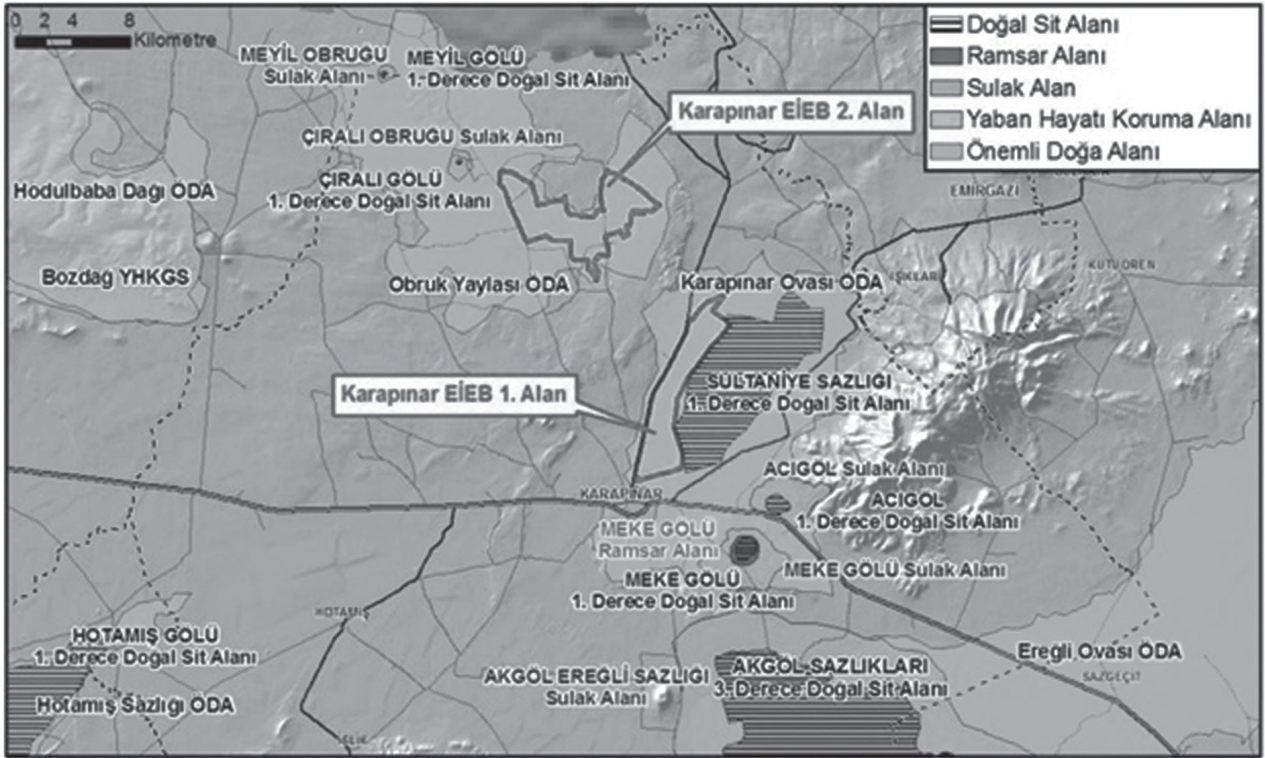 0 2 4 8
Kilometre
Doğal Sit Alanı
Ramsar Alanı
Sulak Alan
Yaban Hayatı Koruma Alanı
Önemli Doğa Alanı
MEYİL OBRUĞU
Sulak Alanı
MEYİL GÖLÜ
1. Derece Doğal Sit Alanı
Karapınar EİEB 2. Alan
ÇIRALI OBRUĞU Sulak Alanı
ÇIRALI GÖLÜ
1. Derece Doğal Sit Alanı
Hodulbaba Dağı ÖDA
EMİRGAZİ
Bozdag YHKGS
Obruk Yaylası ÖDA
Karapınar Ovası ÖDA
IŞIKLAR
KUTUÖREN
Karapınar EİEB 1. Alan
SULTANİYE SAZLIĞI
1. Derece Doğal Sit Alanı
ACIGÖL Sulak Alanı
KARAPINAR
ACIGÖL
1. Derece Doğal Sit Alanı
MEKE GÖLÜ
Ramsar Alanı
MEKE GÖLÜ Sulak Alanı
MEKE GÖLÜ
1. Derece Doğal Sit Alanı
HOTAMIŞ
HOTAMIŞ GÖLÜ
1. Derece Doğal Sit Alanı
Hotamış Sazlığı ÖDA
AKGÖL EREĞLİ SAZLIĞI
Sulak Alanı
AKGÖL SAZLIKLARI
3. Derece Doğal Sit Alanı
Ereğli Ovası ÖDA
SAZGEÇİT